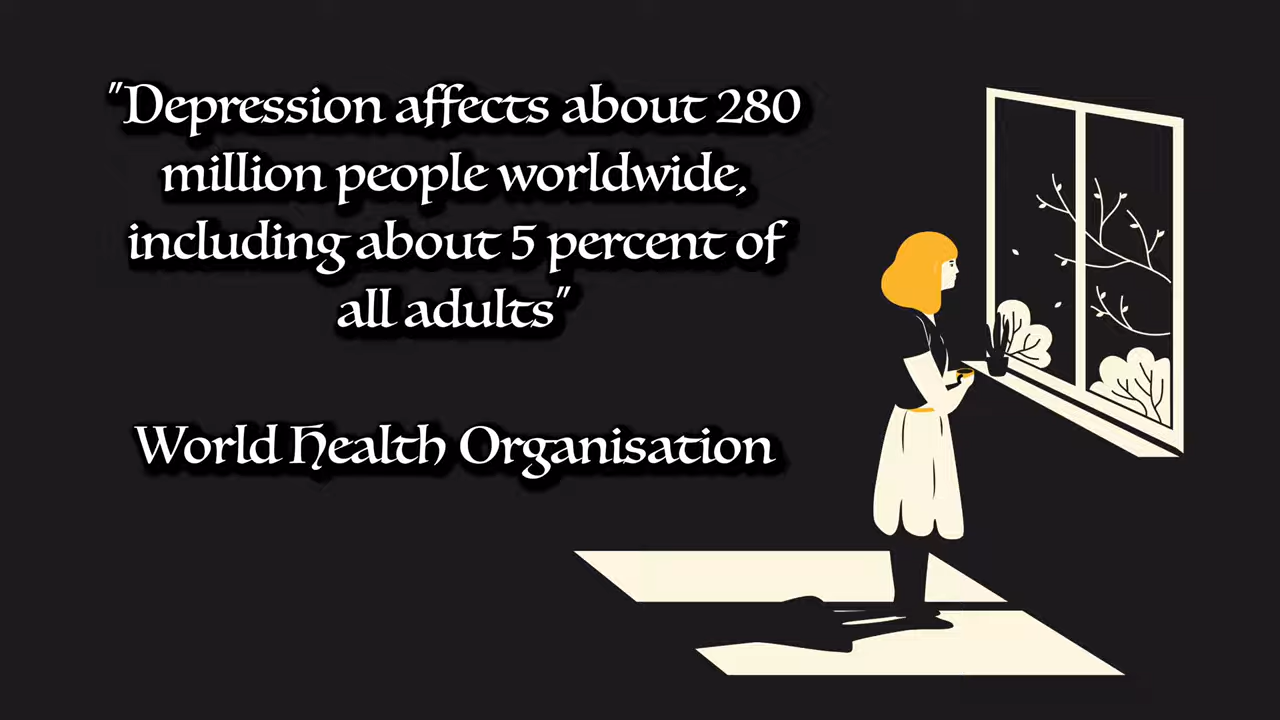 "Depression affects about 280
million people worldwide,
including about 5 percent of
all adults"
World Health Organisation